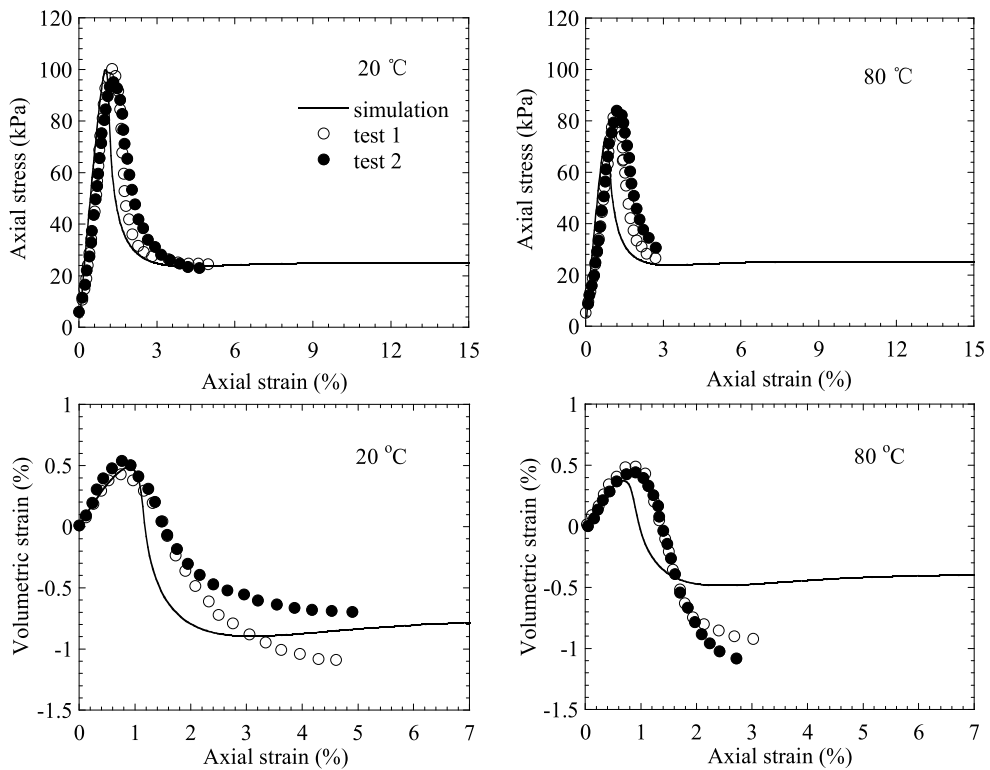 120
100
80
60
40
20
0
Axial stress (kPa)
20 ℃
simulation
test 1
test 2
0 3 6 9 12 15
Axial strain (%)
120
100
80
60
40
20
0
Axial stress (kPa)
80 ℃
0 3 6 9 12 15
Axial strain (%)
1
0.5
0
-0.5
-1
-1.5
Volumetric strain (%)
20 °C
0 1 2 3 4 5 6 7
Axial strain (%)
1
0.5
0
-0.5
-1
-1.5
Volumetric strain (%)
80 °C
0 1 2 3 4 5 6 7
Axial strain (%)